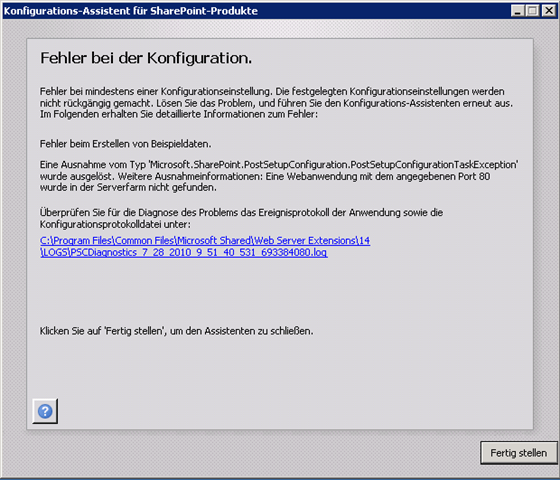 Konfigurations-Assistent für SharePoint-Produkte
Fehler bei der Konfiguration.
Fehler bei mindestens einer Konfigurationseinstellung. Die festgelegten Konfigurationseinstellungen werden
nicht rückgängig gemacht. Lösen Sie das Problem, und führen Sie den Konfigurations-Assistenten erneut aus.
Im Folgenden erhalten Sie detaillierte Informationen zum Fehler:
Fehler beim Erstellen von Beispieldaten.
Eine Ausnahme vom Typ 'Microsoft.SharePoint.PostSetupConfiguration.PostSetupConfigurationTaskException'
wurde ausgelöst. Weitere Ausnahmeinformationen: Eine Webanwendung mit dem angegebenen Port 80
wurde in der Serverfarm nicht gefunden.
Überprüfen Sie für die Diagnose des Problems das Ereignisprotokoll der Anwendung sowie die
Konfigurationsprotokolldatei unter:
C:\Program Files\Common Files\Microsoft Shared\Web Server Extensions\14
\LOGS\PSCDiagnostics_7_28_2010_9_51_40_531_693384080.log
Klicken Sie auf 'Fertig stellen', um den Assistenten zu schließen.
?
Fertig stellen